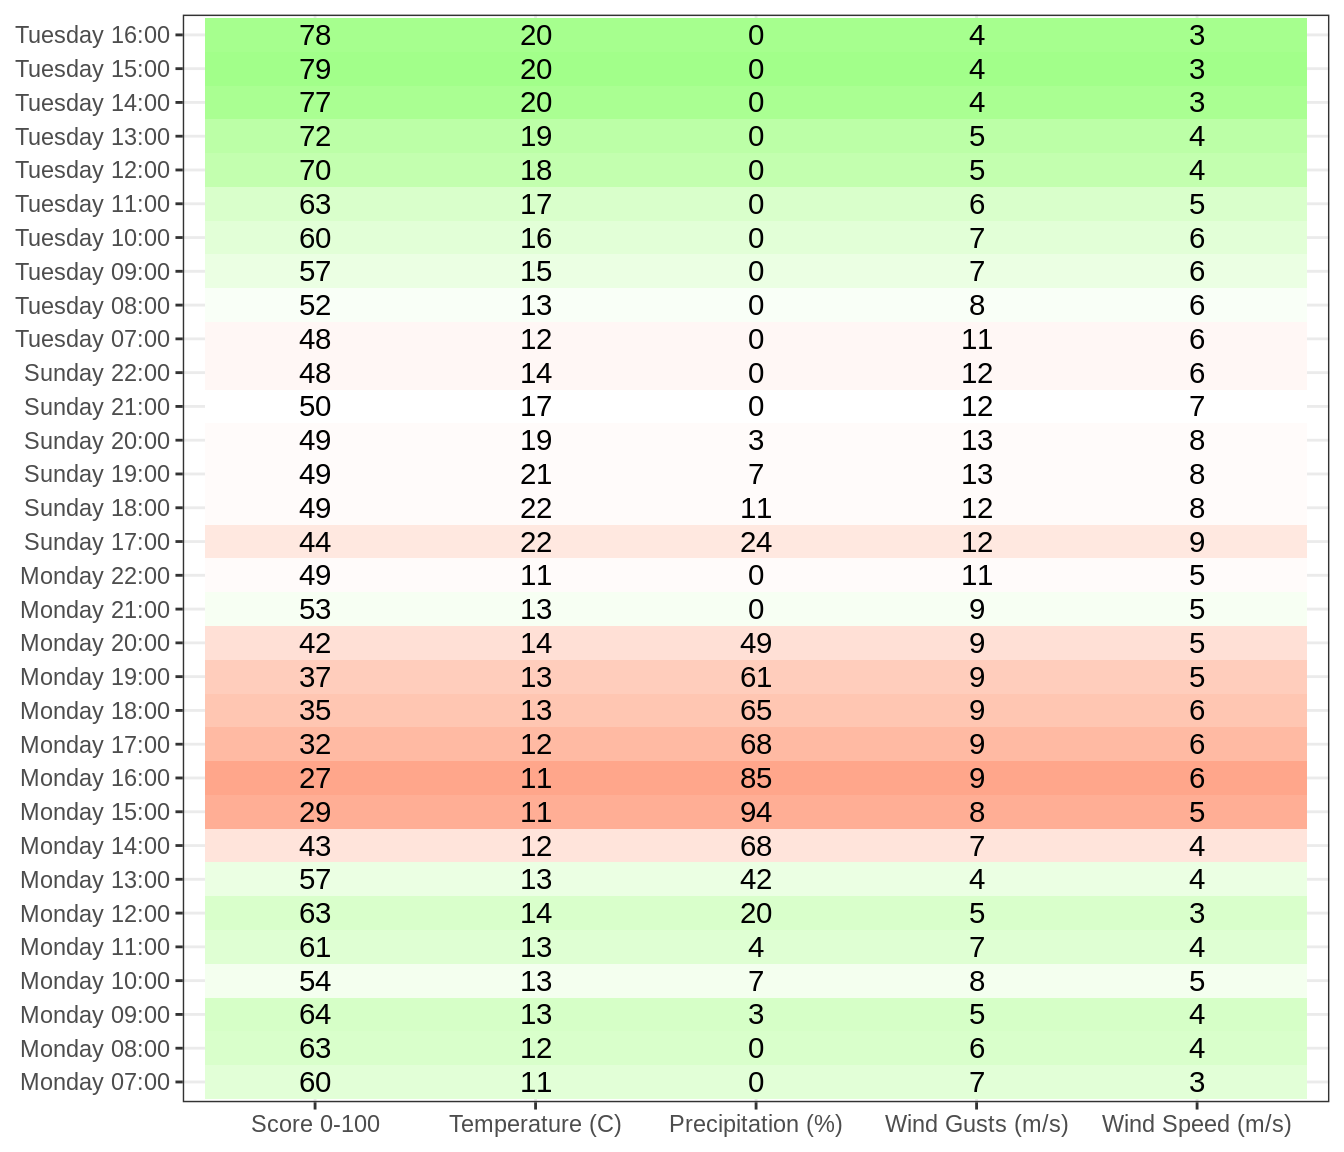 Tuesday 16:00 78 20 0 4 3
Tuesday 15:00 79 20 0 4 3
Tuesday 14:00 77 20 0 4 3
Tuesday 13:00 72 19 0 5 4
Tuesday 12:00 70 18 0 5 4
Tuesday 11:00 63 17 0 6 5
Tuesday 10:00 60 16 0 7 6
Tuesday 09:00 57 15 0 7 6
Tuesday 08:00 52 13 0 8 6
Tuesday 07:00 48 12 0 11 6
Sunday 22:00 48 14 0 12 6
Sunday 21:00 50 17 0 12 7
Sunday 20:00 49 19 3 13 8
Sunday 19:00 49 21 7 13 8
Sunday 18:00 49 22 11 12 8
Sunday 17:00 44 22 24 12 9
Monday 22:00 49 11 0 11 5
Monday 21:00 53 13 0 9 5
Monday 20:00 42 14 49 9 5
Monday 19:00 37 13 61 9 5
Monday 18:00 35 13 65 9 6
Monday 17:00 32 12 68 9 6
Monday 16:00 27 11 85 9 6
Monday 15:00 29 11 94 8 5
Monday 14:00 43 12 68 7 4
Monday 13:00 57 13 42 4 4
Monday 12:00 63 14 20 5 3
Monday 11:00 61 13 4 7 4
Monday 10:00 54 13 7 8 5
Monday 09:00 64 13 3 5 4
Monday 08:00 63 12 0 6 4
Monday 07:00 60 11 0 7 3
Score 0-100 Temperature (C) Precipitation (%) Wind Gusts (m/s) Wind Speed (m/s)